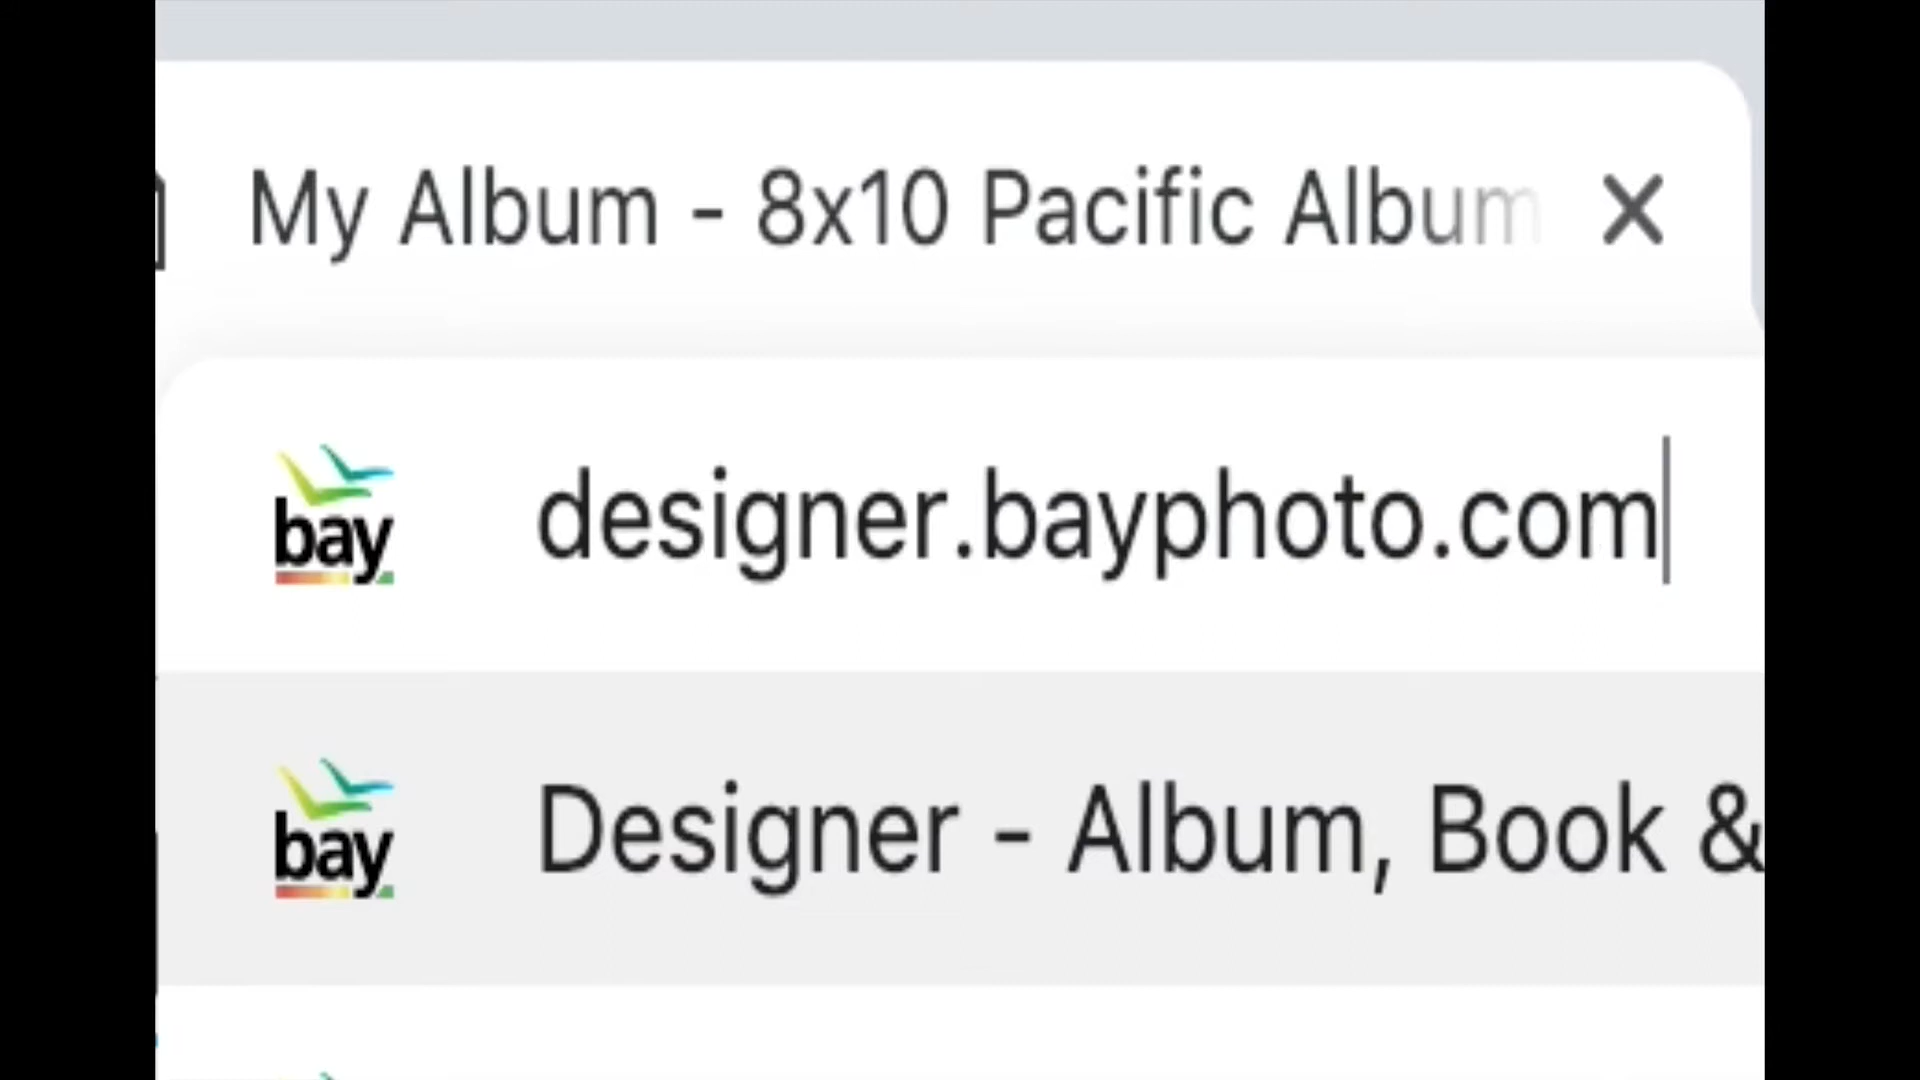 My Album - 8x10 Pacific Album
bay designer.bayphoto.com
bay Designer - Album, Book &